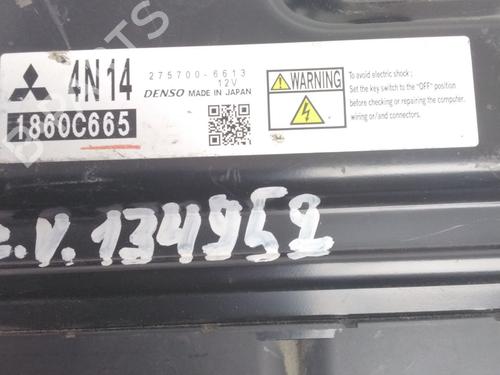 4N14
1860C665
275700-6613
12V
DENSO MADE IN JAPAN
WARNING
To avoid electric shock;
Set the key switch to the "OFF" position
before checking or repairing the computer,
wiring or/and connectors.
C.V. 134952